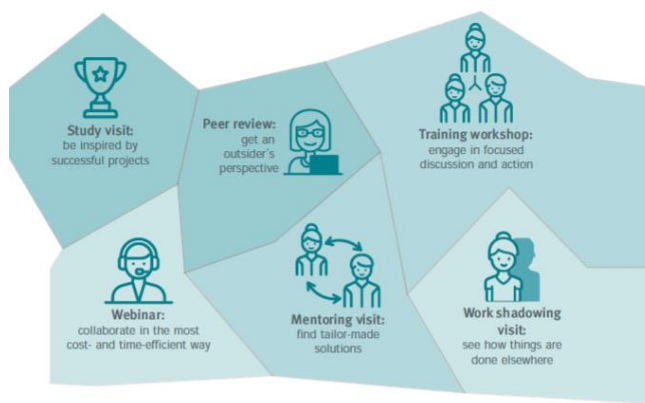 Study visit:
be inspired by
successful projects
Peer review:
get an
outsider's
perspective
Training workshop:
engage in focused
discussion and action
Webinar:
collaborate in the most
cost- and time-efficient way
Mentoring visit:
find tailor-made
solutions
Work shadowing
visit:
see how things are
done elsewhere